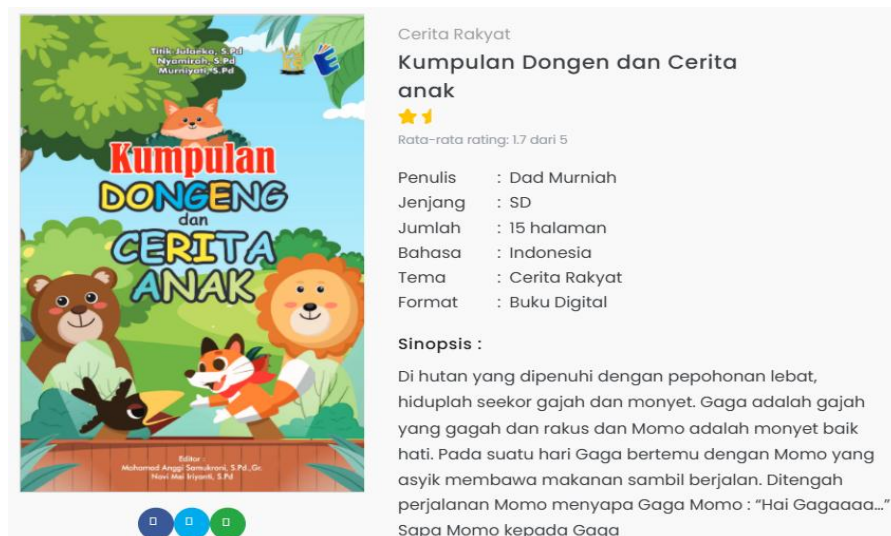 Titik Julaeka, S.Pd
Nyamirah, S.Pd
Murniyati, S.Pd
Kumpulan
DONGENG
dan
CERITA
ANAK
Editor :
Mohamad Anggi Samukroni, S.Pd.,Gr.
Novi Mei Iriyanti, S.Pd
Cerita Rakyat
Kumpulan Dongen dan Cerita
anak
Rata-rata rating: 1.7 dari 5
Penulis : Dad Murniah
Jenjang : SD
Jumlah : 15 halaman
Bahasa : Indonesia
Tema : Cerita Rakyat
Format : Buku Digital
Sinopsis :
Di hutan yang dipenuhi dengan pepohonan lebat,
hiduplah seekor gajah dan monyet. Gaga adalah gajah
yang gagah dan rakus dan Momo adalah monyet baik
hati. Pada suatu hari Gaga bertemu dengan Momo yang
asyik membawa makanan sambil berjalan. Ditengah
perjalanan Momo menyapa Gaga Momo : “Hai Gagaaaa…”
Sapa Momo kepada Gaga